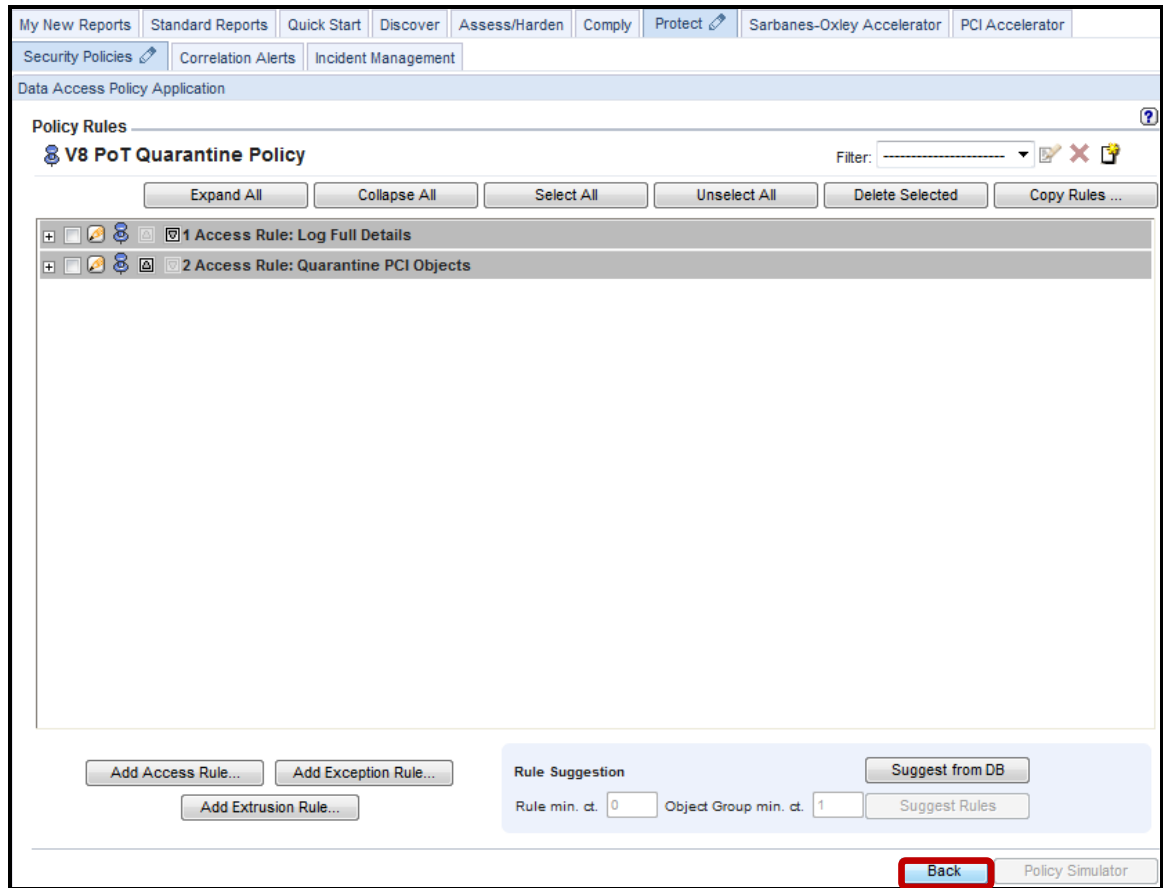 My New Reports Standard Reports Quick Start Discover Assess/Harden Comply Protect Sarbanes-Oxley Accelerator PCI Accelerator
Security Policies Correlation Alerts Incident Management
Data Access Policy Application
?
Policy Rules
V8 PoT Quarantine Policy Filter: ----------------------
Expand All Collapse All Select All Unselect All Delete Selected Copy Rules ...
1 Access Rule: Log Full Details
2 Access Rule: Quarantine PCI Objects
Add Access Rule... Add Exception Rule... Rule Suggestion Suggest from DB
Add Extrusion Rule... Rule min. ct. 0 Object Group min. ct. 1 Suggest Rules
Back Policy Simulator